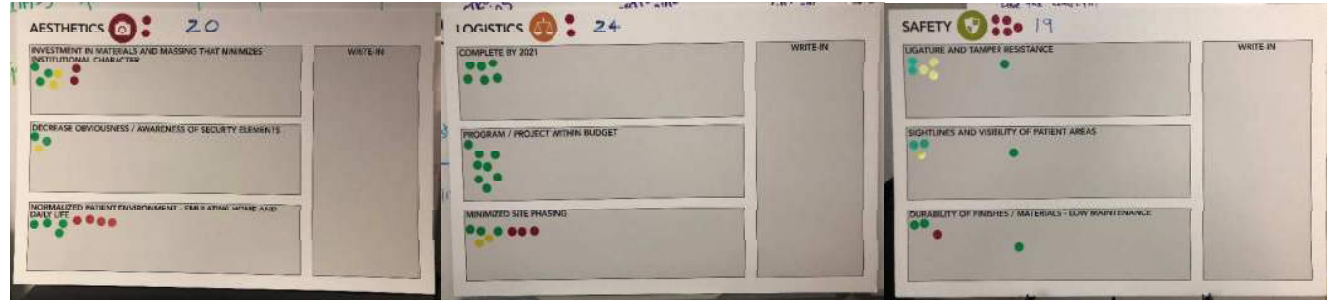 AESTHETICS 20
INVESTMENT IN MATERIALS AND MASSING THAT MINIMIZES
INSTITUTIONAL CHARACTER
WRITE-IN
DECREASE OBVIOUSNESS / AWARENESS OF SECURTY ELEMENTS
NORMALIZED PATIENT ENVIRONMENT - EMULATING HOME AND
DAILY LIFE
LOGISTICS 24
COMPLETE BY 2021
WRITE-IN
PROGRAM / PROJECT WITHIN BUDGET
MINIMIZED SITE PHASING
SAFETY 19
LIGATURE AND TAMPER RESISTANCE
WRITE-IN
SIGHTLINES AND VISIBILITY OF PATIENT AREAS
DURABILITY OF FINISHES / MATERIALS - LOW MAINTENANCE